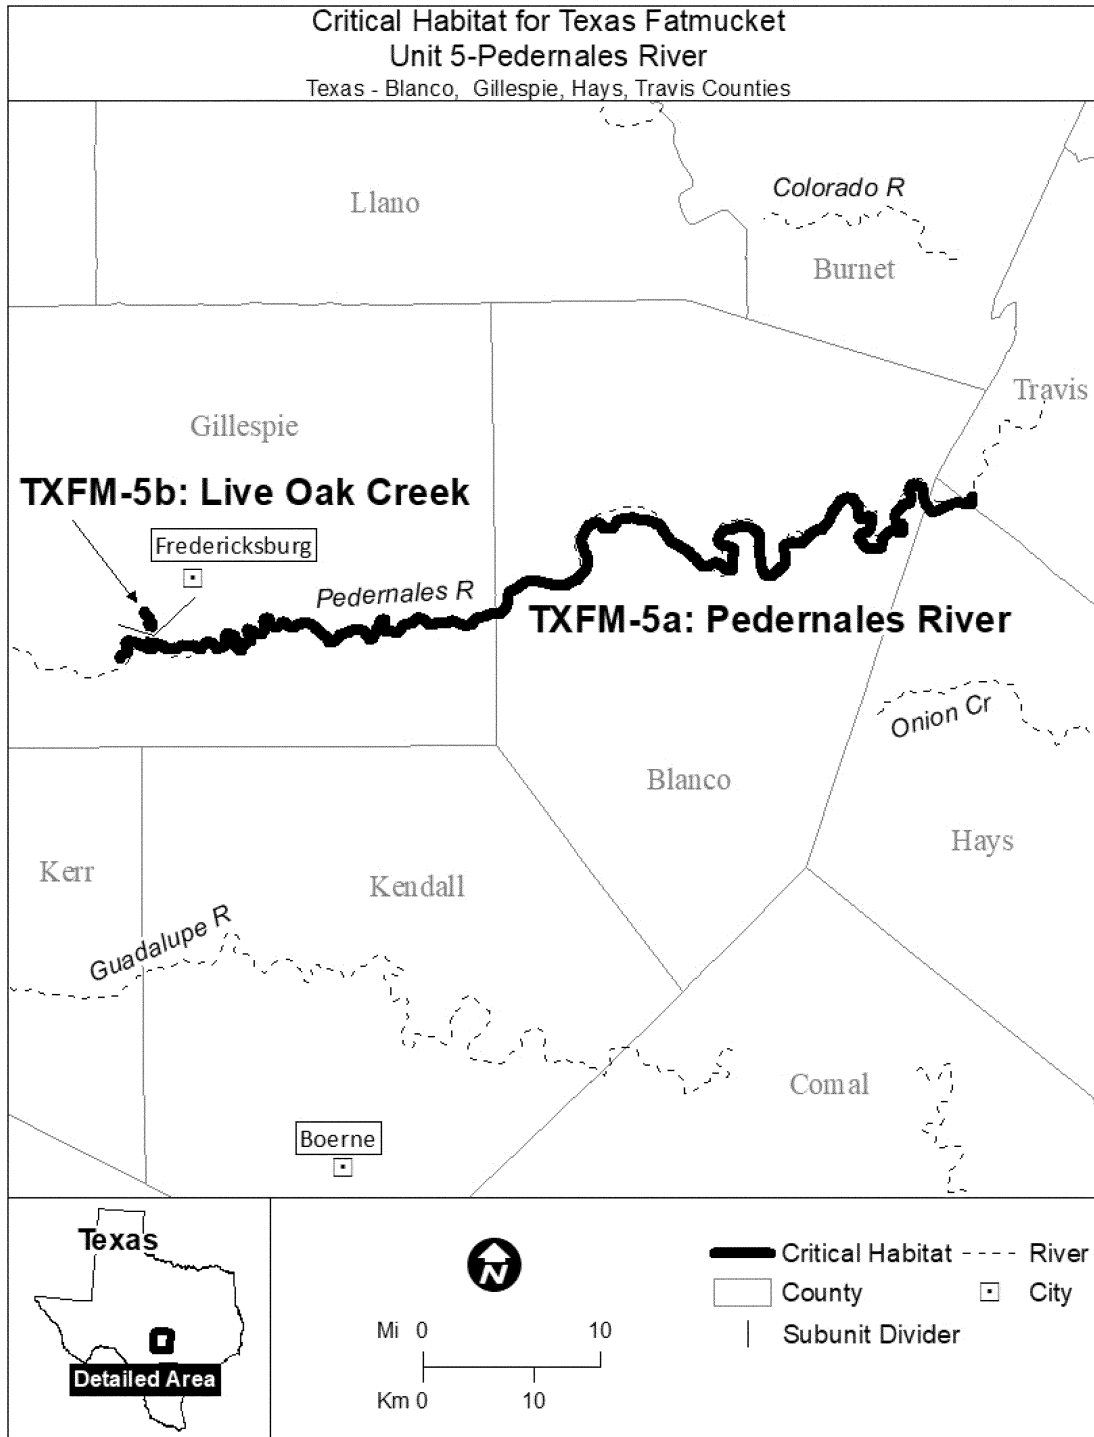 Critical Habitat for Texas Fatmucket
Unit 5-Pedernales River
Texas - Blanco,  Gillespie, Hays, Travis Counties
Llano
Colorado R
Burnet
Travis
Gillespie
TXFM-5b: Live Oak Creek
Fredericksburg
Pedernales R
TXFM-5a: Pedernales River
Onion Cr
Blanco
Hays
Kerr
Kendall
Guadalupe R
Comal
Boerne
Texas
Detailed Area
N
Mi 0 10
Km 0 10
Critical Habitat
River
County
City
Subunit Divider